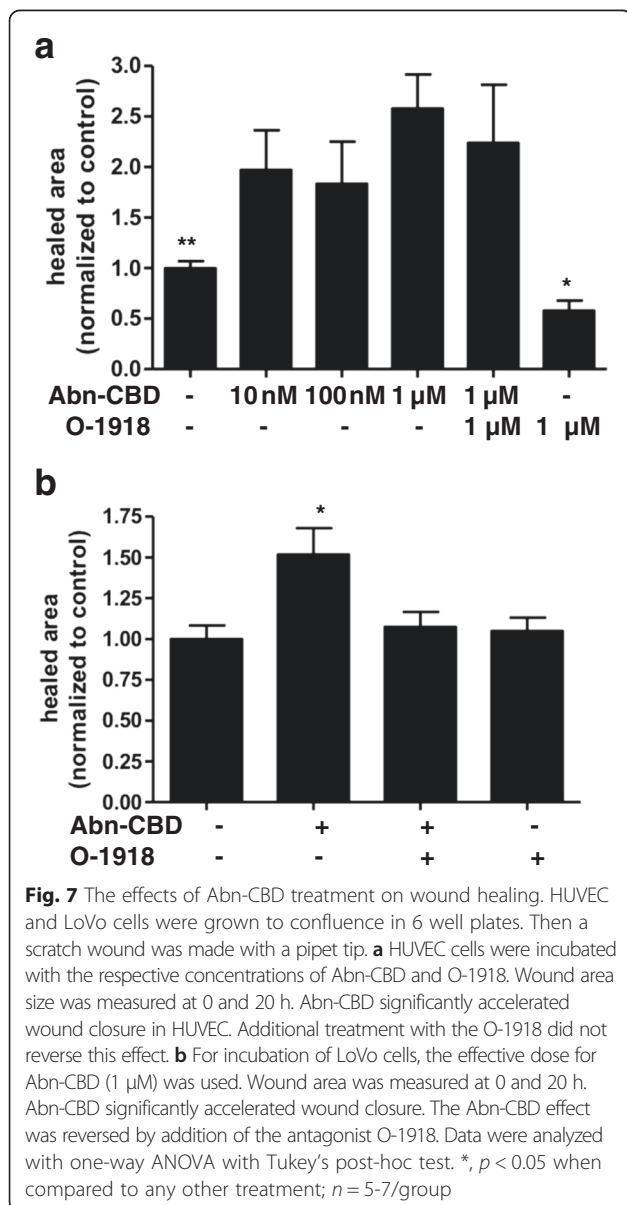 a
healed area
(normalized to control)
3.0
2.5
2.0
1.5
1.0
0.5
0.0
**
*
Abn-CBD - 10 nM 100 nM 1 µM 1 µM -
O-1918 - - - - 1 µM 1 µM
b
healed area
(normalized to control)
1.75
1.50
1.25
1.00
0.75
0.50
0.25
0.00
*
Abn-CBD - + + -
O-1918 - - + +
Fig. 7 The effects of Abn-CBD treatment on wound healing. HUVEC
and LoVo cells were grown to confluence in 6 well plates. Then a
scratch wound was made with a pipet tip. a HUVEC cells were incubated
with the respective concentrations of Abn-CBD and O-1918. Wound area
size was measured at 0 and 20 h. Abn-CBD significantly accelerated
wound closure in HUVEC. Additional treatment with the O-1918 did not
reverse this effect. b For incubation of LoVo cells, the effective dose for
Abn-CBD (1 µM) was used. Wound area was measured at 0 and 20 h.
Abn-CBD significantly accelerated wound closure. The Abn-CBD effect
was reversed by addition of the antagonist O-1918. Data were analyzed
with one-way ANOVA with Tukey's post-hoc test. *, p < 0.05 when
compared to any other treatment; n = 5-7/group